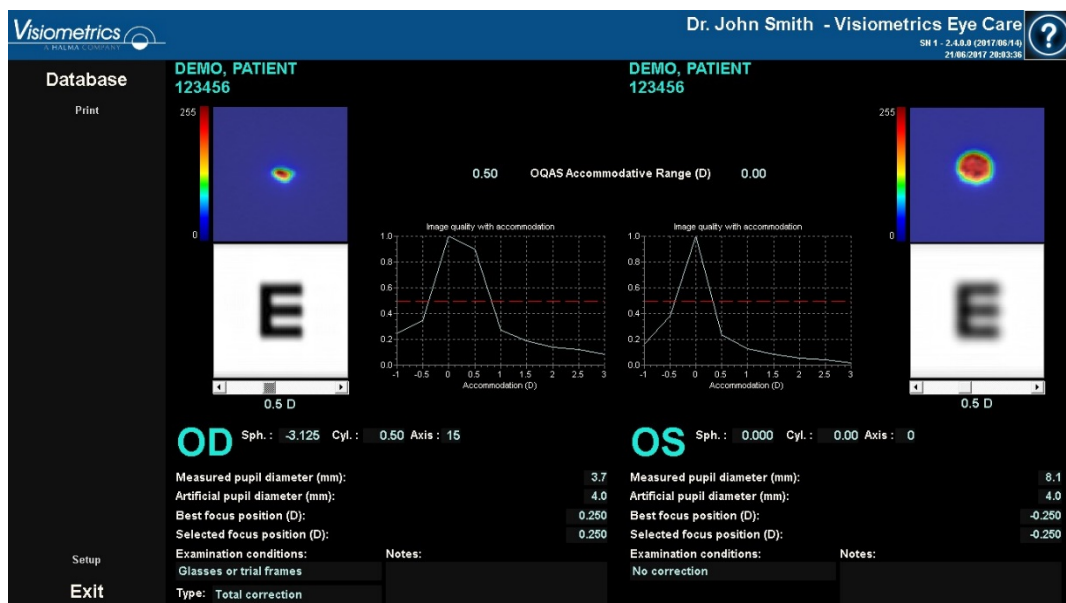 Visiometrics
A HALMA COMPANY
Dr. John Smith - Visiometrics Eye Care
SN 1 - 2.4.0.0 (2017/06/14)
21/06/2017 20:03:36
?
Database
Print
Setup
Exit
DEMO, PATIENT
123456
DEMO, PATIENT
123456
255
0
E
0.5 D
0.50 OQAS Accommodative Range (D) 0.00
Image quality with accommodation
1.0
0.8
0.6
0.4
0.2
0.0
-1 -0.5 0 0.5 1 1.5 2 2.5 3
Accommodation (D)
Image quality with accommodation
1.0
0.8
0.6
0.4
0.2
0.0
-1 -0.5 0 0.5 1 1.5 2 2.5 3
Accommodation (D)
255
0
E
0.5 D
OD Sph. : -3.125 Cyl. : 0.50 Axis : 15
Measured pupil diameter (mm): 3.7
Artificial pupil diameter (mm): 4.0
Best focus position (D): 0.250
Selected focus position (D): 0.250
Examination conditions: Notes:
Glasses or trial frames
Type: Total correction
OS Sph. : 0.000 Cyl. : 0.00 Axis : 0
Measured pupil diameter (mm): 8.1
Artificial pupil diameter (mm): 4.0
Best focus position (D): -0.250
Selected focus position (D): -0.250
Examination conditions: Notes:
No correction